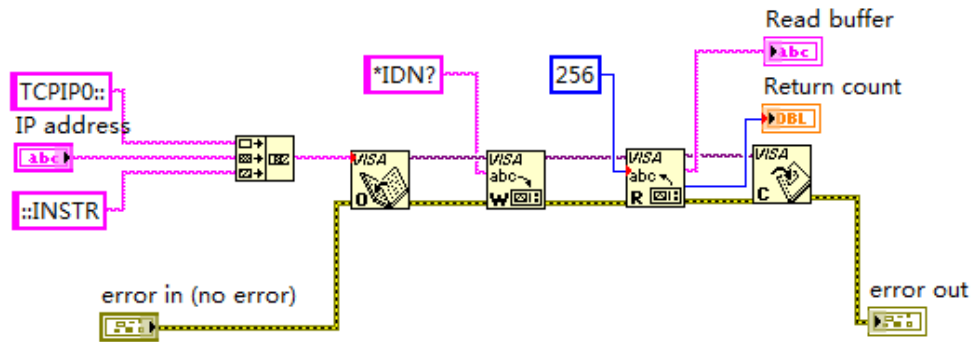 Read buffer
abc
TCPIP0::
*IDN?
256
Return count
DBL
IP address
abc
VISA
O
VISA
abc
W
VISA
abc
R
VISA
C
::INSTR
error in (no error)
error out